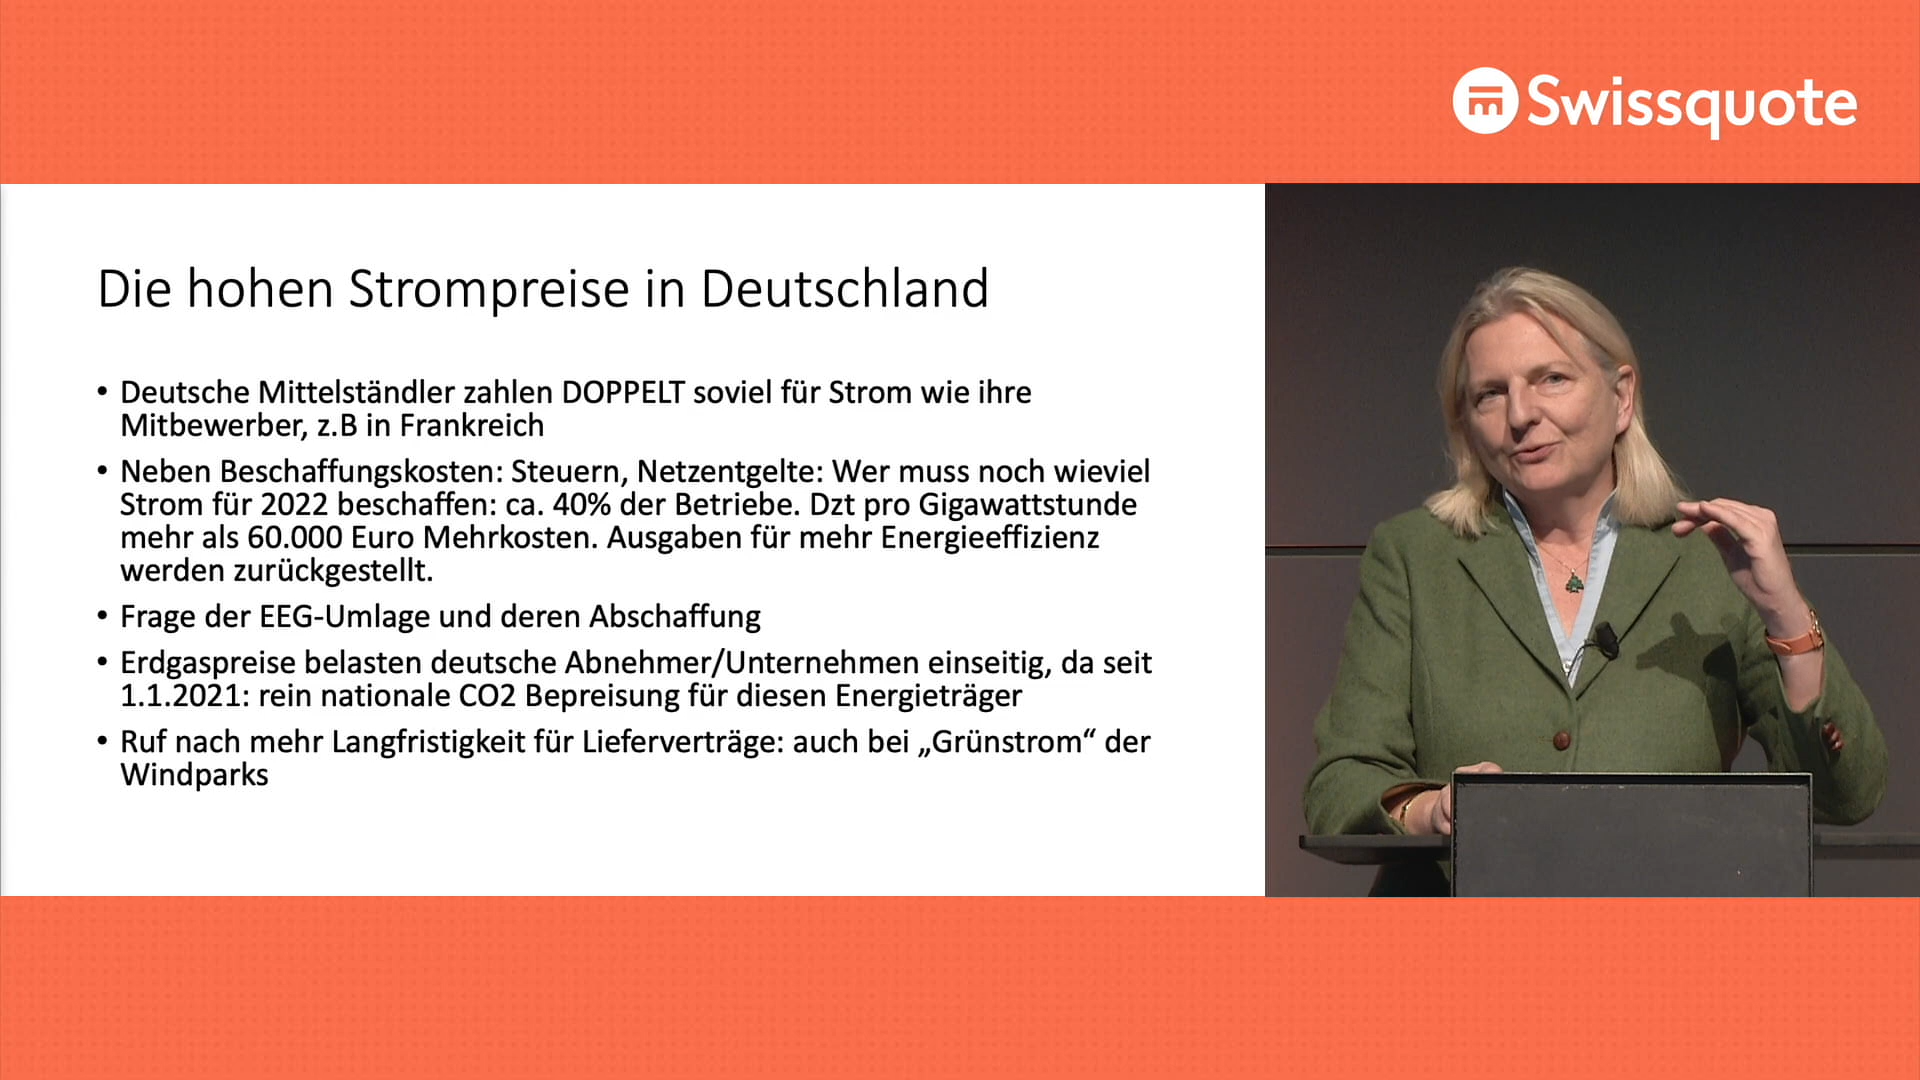 Swissquote
Die hohen Strompreise in Deutschland
• Deutsche Mittelständler zahlen DOPPELT soviel für Strom wie ihre
Mitbewerber, z.B in Frankreich
• Neben Beschaffungskosten: Steuern, Netzentgelte: Wer muss noch wieviel
Strom für 2022 beschaffen: ca. 40% der Betriebe. Dzt pro Gigawattstunde
mehr als 60.000 Euro Mehrkosten. Ausgaben für mehr Energieeffizienz
werden zurückgestellt.
• Frage der EEG-Umlage und deren Abschaffung
• Erdgaspreise belasten deutsche Abnehmer/Unternehmen einseitig, da seit
1.1.2021: rein nationale CO2 Bepreisung für diesen Energieträger
• Ruf nach mehr Langfristigkeit für Lieferverträge: auch bei „Grünstrom“ der
Windparks